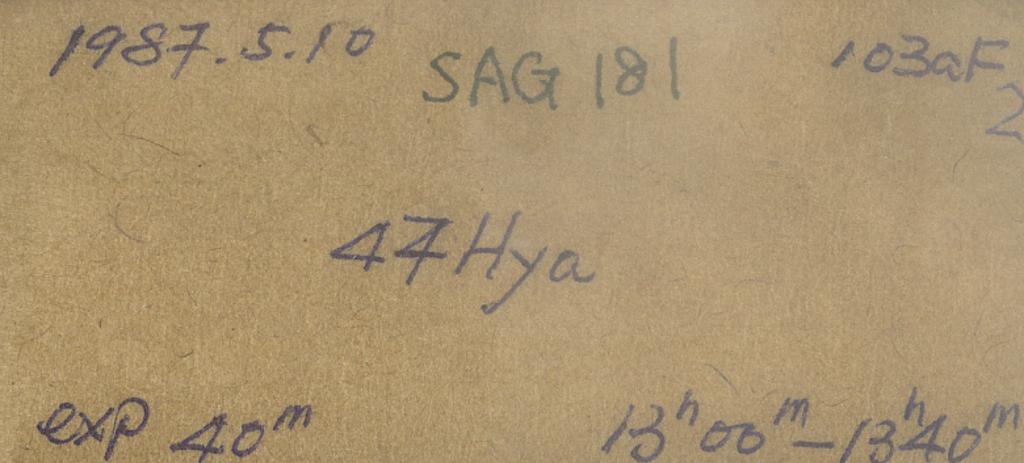 1987.5.10 SAG 181 103aF
2
47 Hya
exp 40m 13h00m-13h40m